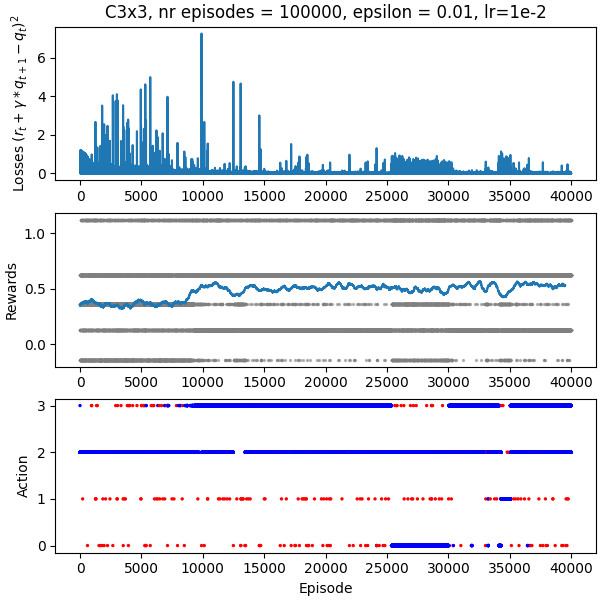 C3x3, nr episodes = 100000, epsilon = 0.01, lr=1e-2
Losses $(r_t + \gamma * q_{t+1} - q_t)^2$
6
4
2
0
0 5000 10000 15000 20000 25000 30000 35000 40000
Rewards
1.0
0.5
0.0
0 5000 10000 15000 20000 25000 30000 35000 40000
Action
3
2
1
0
0 5000 10000 15000 20000 25000 30000 35000 40000
Episode